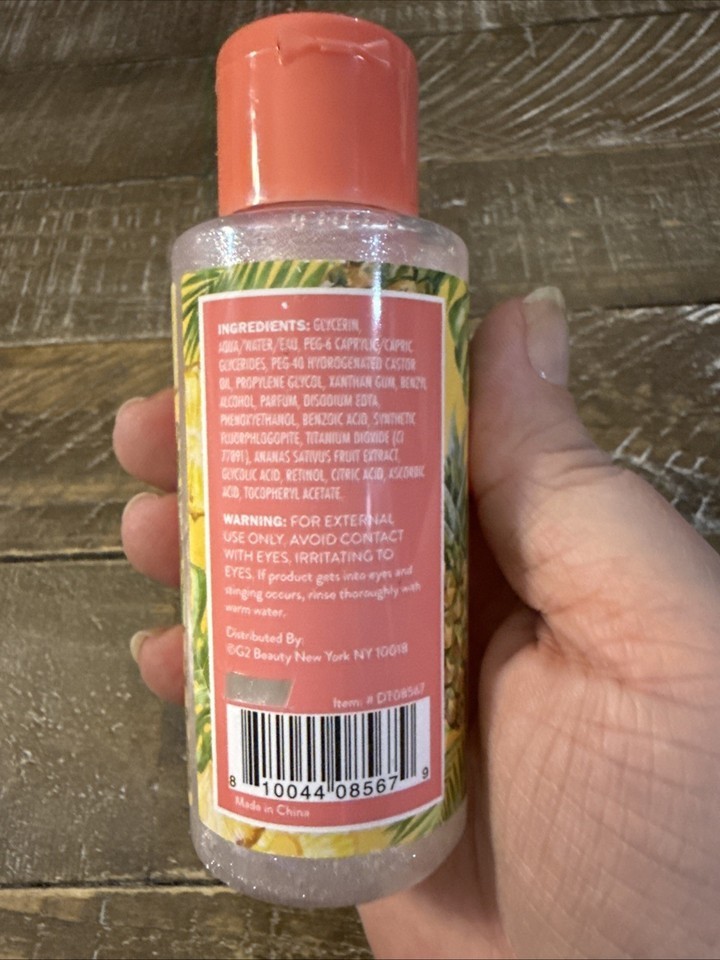 INGREDIENTS: GLYCERIN,
AQUA/WATER/EAU, PEG-6 CAPRYLIC/CAPRIC
GLYCERIDES, PEG-40 HYDROGENATED CASTOR
OIL, PROPYLENE GLYCOL, XANTHAN GUM, BENZYL
ALCOHOL, PARFUM, DISODIUM EDTA,
PHENOXYETHANOL, BENZOIC ACID, SYNTHETIC
FLUORPHLOGOPITE, TITANIUM DIOXIDE (CI
77891), ANANAS SATIVUS FRUIT EXTRACT,
GLYCOLIC ACID, RETINOL, CITRIC ACID, ASCORBIC
ACID, TOCOPHERYL ACETATE.
WARNING: FOR EXTERNAL
USE ONLY, AVOID CONTACT
WITH EYES, IRRITATING TO
EYES. If product gets into eyes and
stinging occurs, rinse thoroughly with
warm water.
Distributed By:
©G2 Beauty New York NY 10018
Item: # DT08567
8 10044 08567 9
Made in China